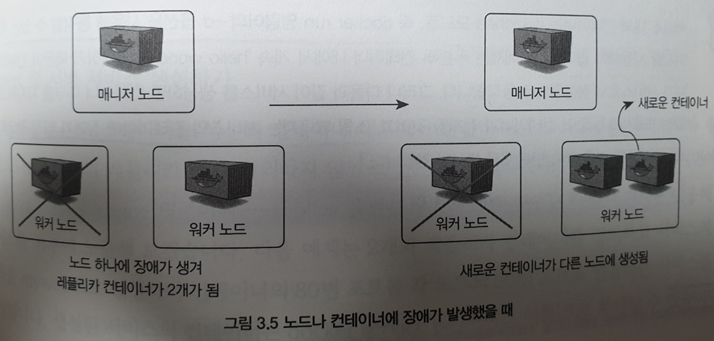 매니저 노드
매니저 노드
새로운 컨테이너
워커 노드
워커 노드
워커 노드
워커 노드
노드 하나에 장애가 생겨
레플리카 컨테이너가 2개가 됨
새로운 컨테이너가 다른 노드에 생성됨
그림 3.5 노드나 컨테이너에 장애가 발생했을 때